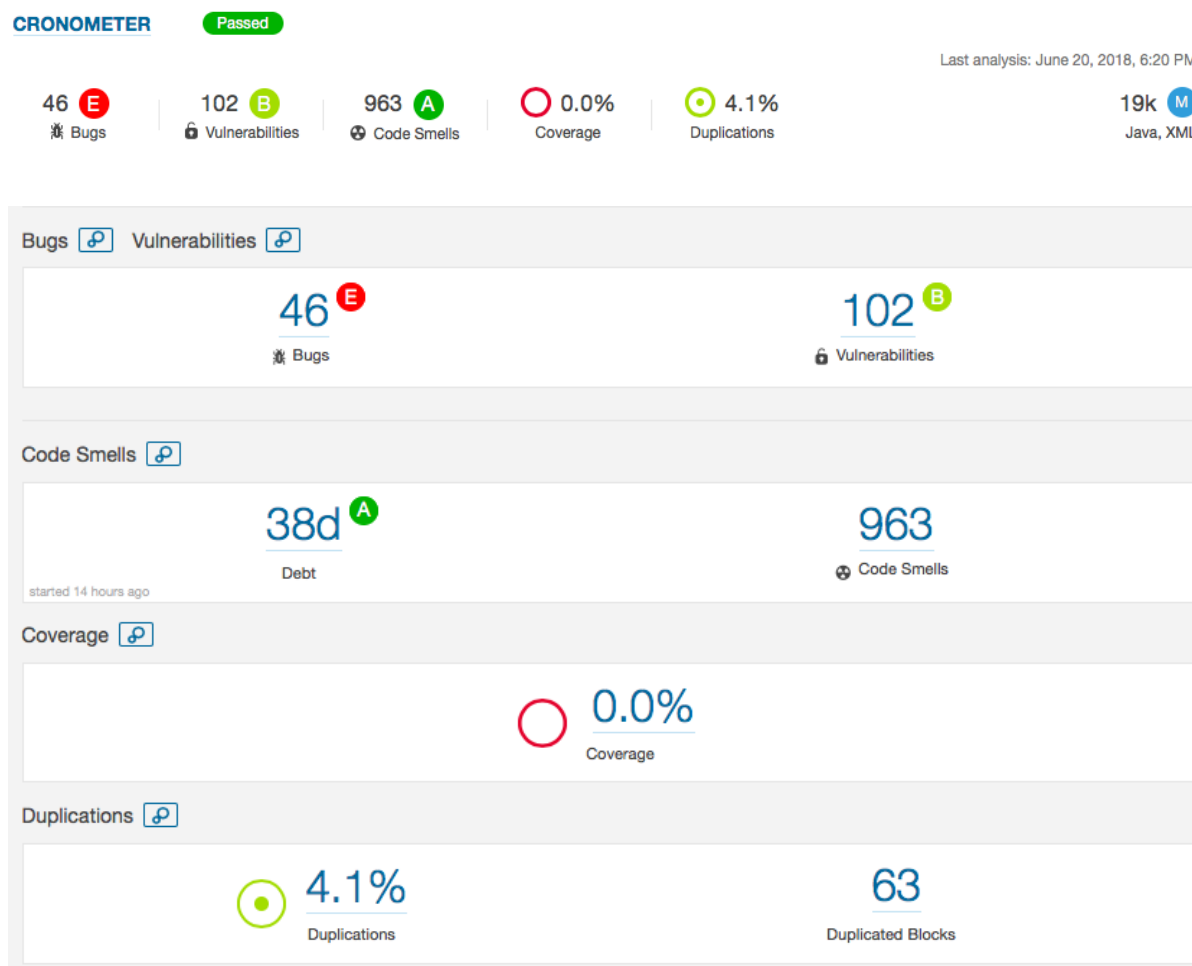 CRONOMETER Passed
Last analysis: June 20, 2018, 6:20 PM
46 E 102 B 963 A 0.0% 4.1% 19k M
Bugs Vulnerabilities Code Smells Coverage Duplications Java, XML
Bugs Vulnerabilities
46 E 102 B
Bugs Vulnerabilities
Code Smells
38d A 963
Debt Code Smells
started 14 hours ago
Coverage
0.0%
Coverage
Duplications
4.1% 63
Duplications Duplicated Blocks